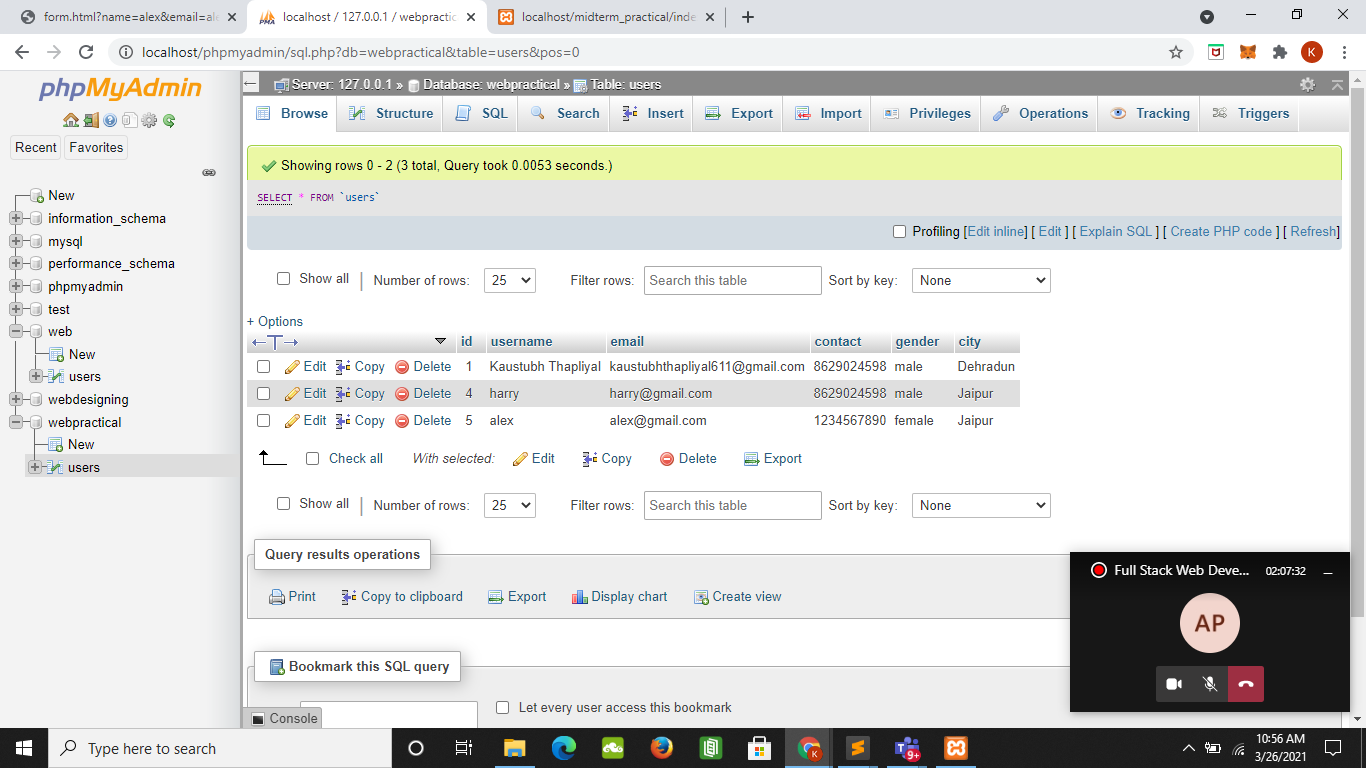 form.html?name=alex&email=al
localhost / 127.0.0.1 / webpractic
localhost/midterm_practical/inde
localhost/phpmyadmin/sql.php?db=webpractical&table=users&pos=0
K
phpMyAdmin
Recent Favorites
New
information_schema
mysql
performance_schema
phpmyadmin
test
web
New
users
webdesigning
webpractical
New
users
Server: 127.0.0.1 » Database: webpractical » Table: users
Browse Structure SQL Search Insert Export Import Privileges Operations Tracking Triggers
Showing rows 0 - 2 (3 total, Query took 0.0053 seconds.)
SELECT * FROM `users`
Profiling [Edit inline] [ Edit ] [ Explain SQL ] [ Create PHP code ] [ Refresh]
Show all | Number of rows: 25 Filter rows: Search this table Sort by key: None
+ Options
←T→ id username email contact gender city
Edit Copy Delete 1 Kaustubh Thapliyal kaustubhthapliyal611@gmail.com 8629024598 male Dehradun
Edit Copy Delete 4 harry harry@gmail.com 8629024598 male Jaipur
Edit Copy Delete 5 alex alex@gmail.com 1234567890 female Jaipur
Check all With selected: Edit Copy Delete Export
Show all | Number of rows: 25 Filter rows: Search this table Sort by key: None
Query results operations
Print Copy to clipboard Export Display chart Create view
Bookmark this SQL query
Let every user access this bookmark
Console
Full Stack Web Deve... 02:07:32
AP
Type here to search
K
9+
10:56 AM
3/26/2021